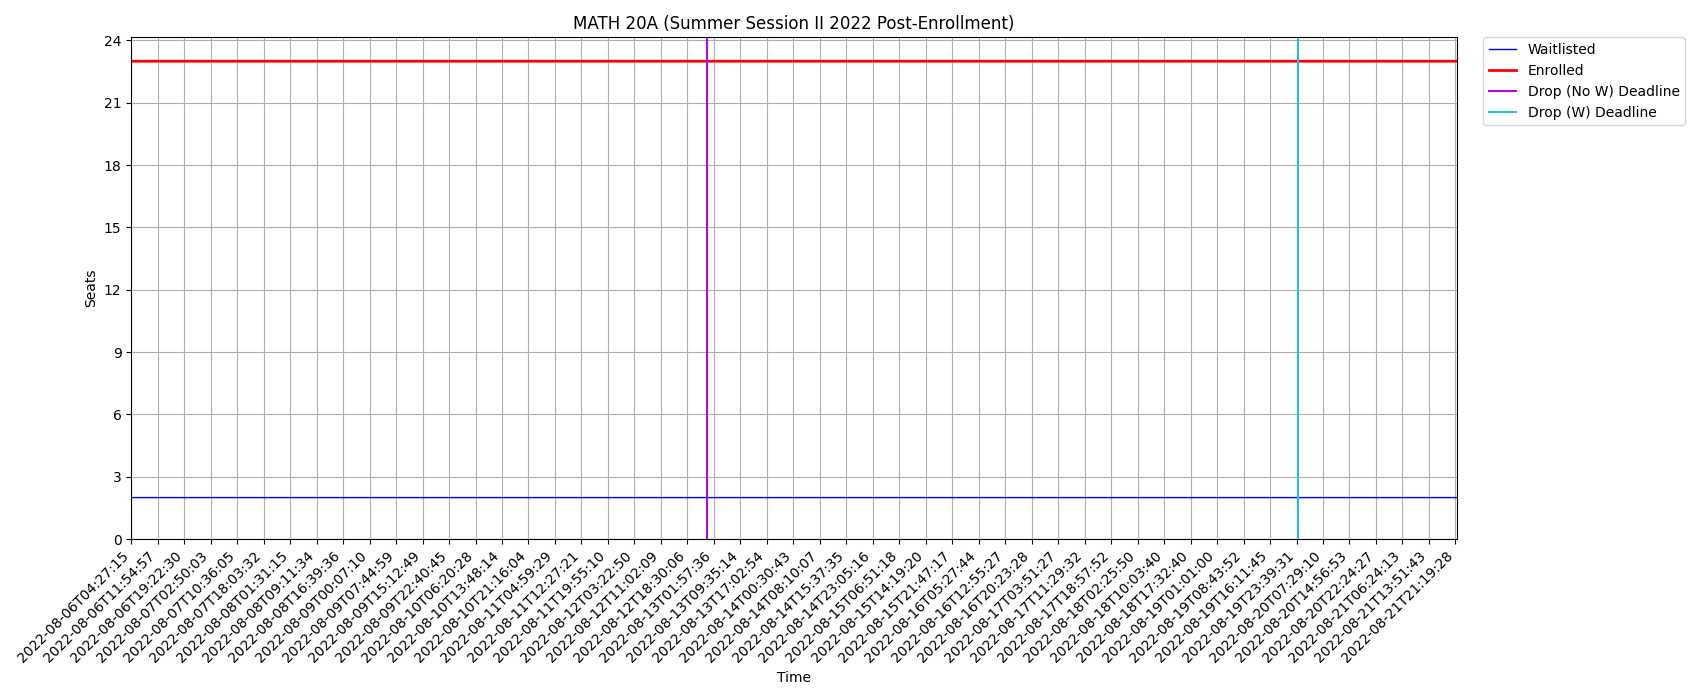 MATH 20A (Summer Session II 2022 Post-Enrollment)
Waitlisted
Enrolled
Drop (No W) Deadline
Drop (W) Deadline
Seats
24
21
18
15
12
9
6
3
0
2022-08-06T04:27:15
2022-08-06T11:54:57
2022-08-06T19:22:30
2022-08-07T02:50:03
2022-08-07T10:36:05
2022-08-07T18:03:32
2022-08-08T01:31:15
2022-08-08T09:11:34
2022-08-08T16:39:36
2022-08-09T00:07:10
2022-08-09T07:44:59
2022-08-09T15:12:49
2022-08-09T22:40:45
2022-08-10T06:20:28
2022-08-10T13:48:14
2022-08-10T21:16:04
2022-08-11T04:59:29
2022-08-11T12:27:21
2022-08-11T19:55:10
2022-08-12T03:22:50
2022-08-12T11:02:09
2022-08-12T18:30:06
2022-08-13T01:57:36
2022-08-13T09:35:14
2022-08-13T17:02:54
2022-08-14T00:30:43
2022-08-14T08:10:07
2022-08-14T15:37:35
2022-08-14T23:05:16
2022-08-15T06:51:18
2022-08-15T14:19:20
2022-08-15T21:47:17
2022-08-16T05:27:44
2022-08-16T12:55:27
2022-08-16T20:23:28
2022-08-17T03:51:27
2022-08-17T11:29:32
2022-08-17T18:57:52
2022-08-18T02:25:50
2022-08-18T10:03:40
2022-08-18T17:32:40
2022-08-19T01:01:00
2022-08-19T08:43:52
2022-08-19T16:11:45
2022-08-19T23:39:31
2022-08-20T07:29:10
2022-08-20T14:56:53
2022-08-20T22:24:27
2022-08-21T06:24:13
2022-08-21T13:51:43
2022-08-21T21:19:28
Time